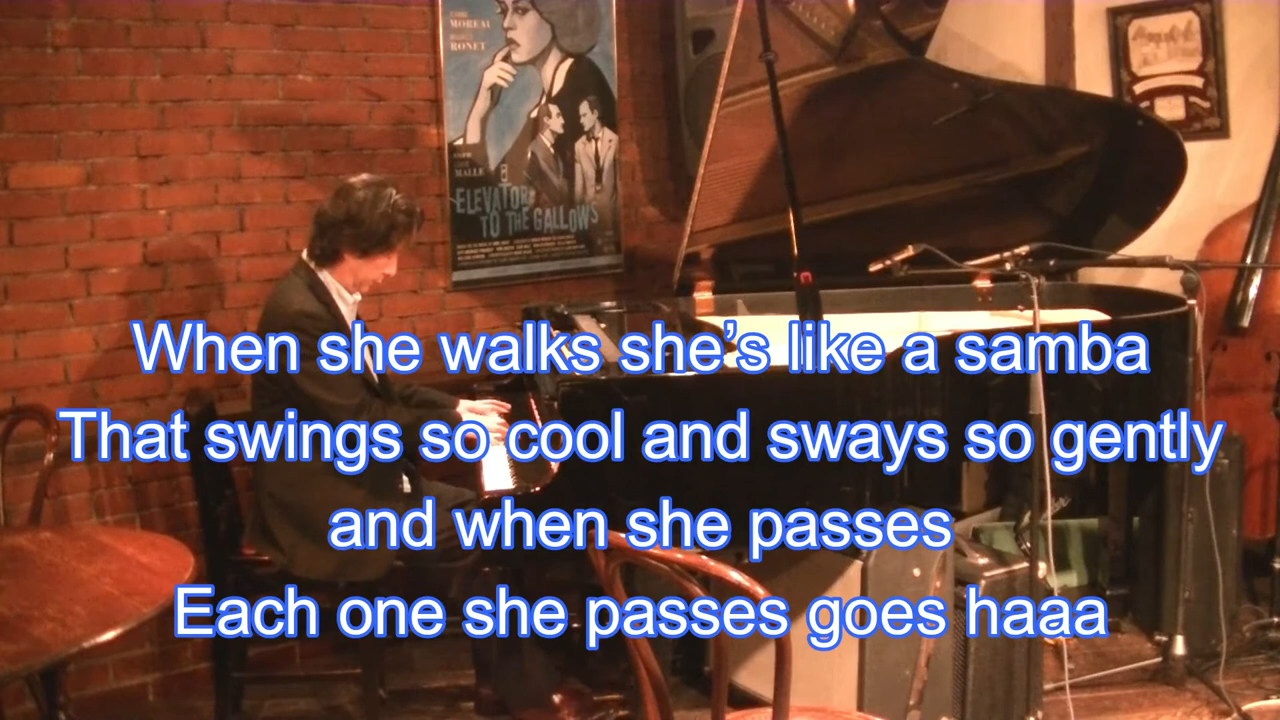 MOREAU
RONET
MALLE
ELEVATOR
TO THE GALLOWS
When she walks she’s like a samba
That swings so cool and sways so gently
and when she passes
Each one she passes goes haaa